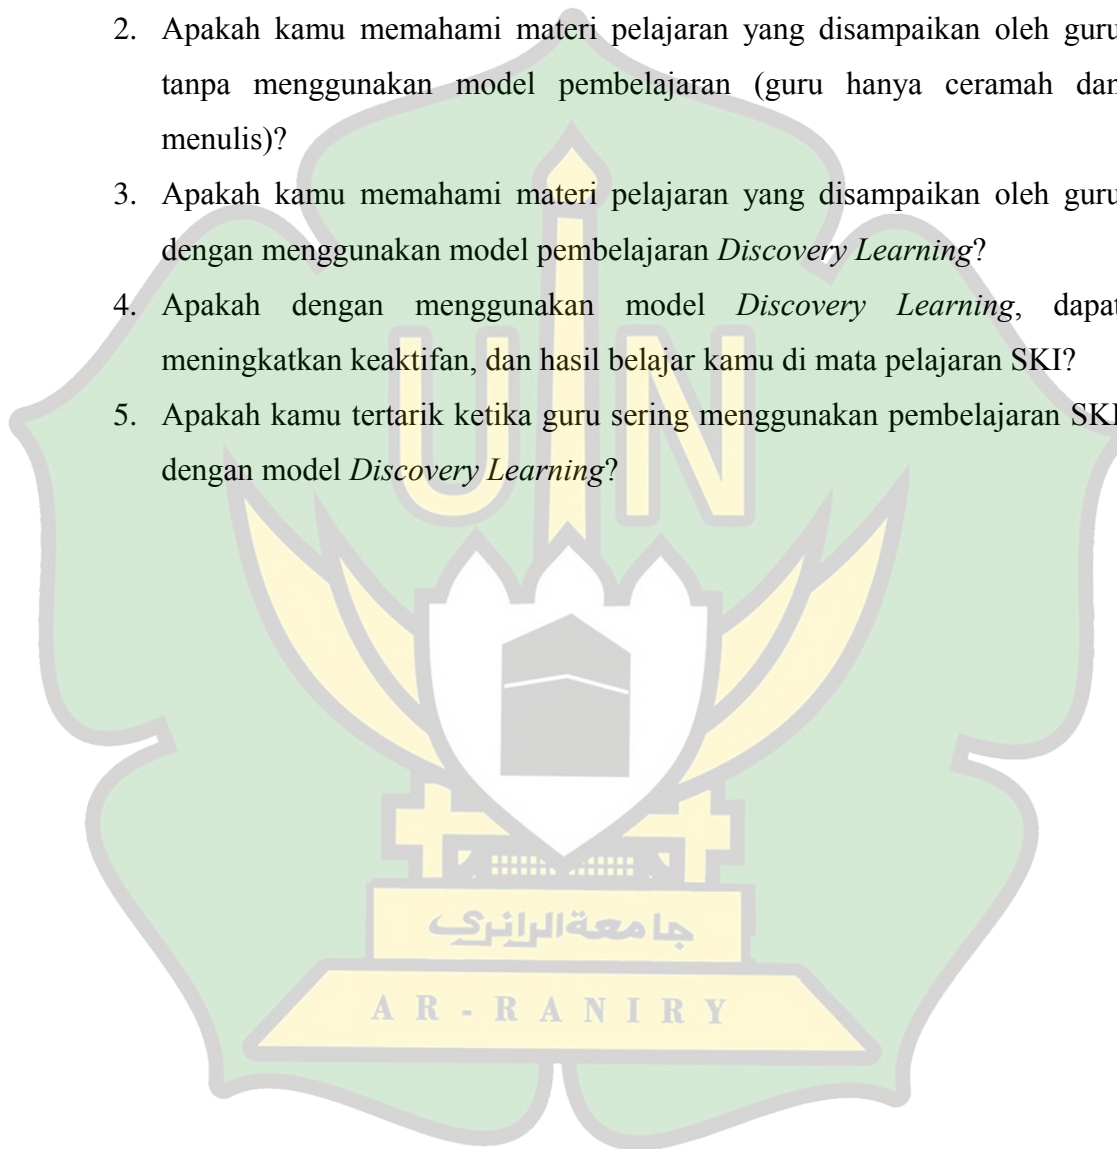 2. Apakah kamu memahami materi pelajaran yang disampaikan oleh guru
tanpa menggunakan model pembelajaran (guru hanya ceramah dan
menulis)?
3. Apakah kamu memahami materi pelajaran yang disampaikan oleh guru
dengan menggunakan model pembelajaran Discovery Learning?
4. Apakah dengan menggunakan model Discovery Learning, dapat
meningkatkan keaktifan, dan hasil belajar kamu di mata pelajaran SKI?
5. Apakah kamu tertarik ketika guru sering menggunakan pembelajaran SKI
dengan model Discovery Learning?
UIN
جامعة الرانري
AR-RANIRY